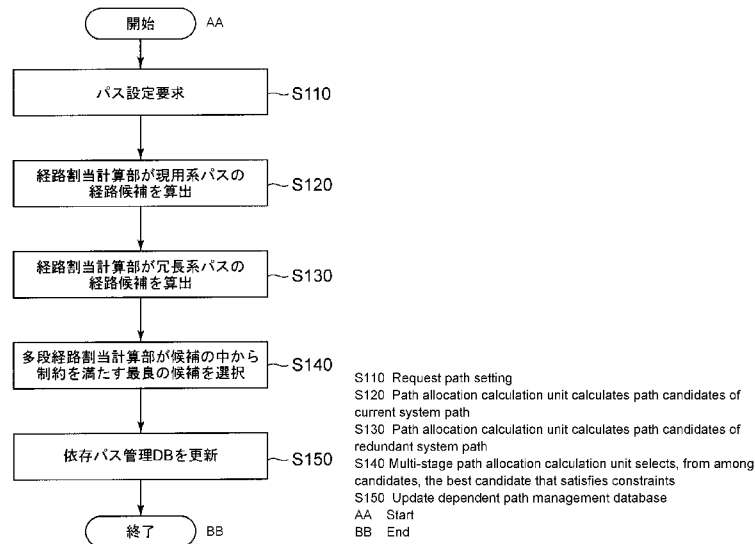 開始 AA
パス設定要求 S110
経路割当計算部が現用系パスの
経路候補を算出 S120
経路割当計算部が冗長系パスの
経路候補を算出 S130
多段経路割当計算部が候補の中から
制約を満たす最良の候補を選択 S140
依存パス管理DBを更新 S150
終了 BB
S110 Request path setting
S120 Path allocation calculation unit calculates path candidates of
current system path
S130 Path allocation calculation unit calculates path candidates of
redundant system path
S140 Multi-stage path allocation calculation unit selects, from among
candidates, the best candidate that satisfies constraints
S150 Update dependent path management database
AA Start
BB End